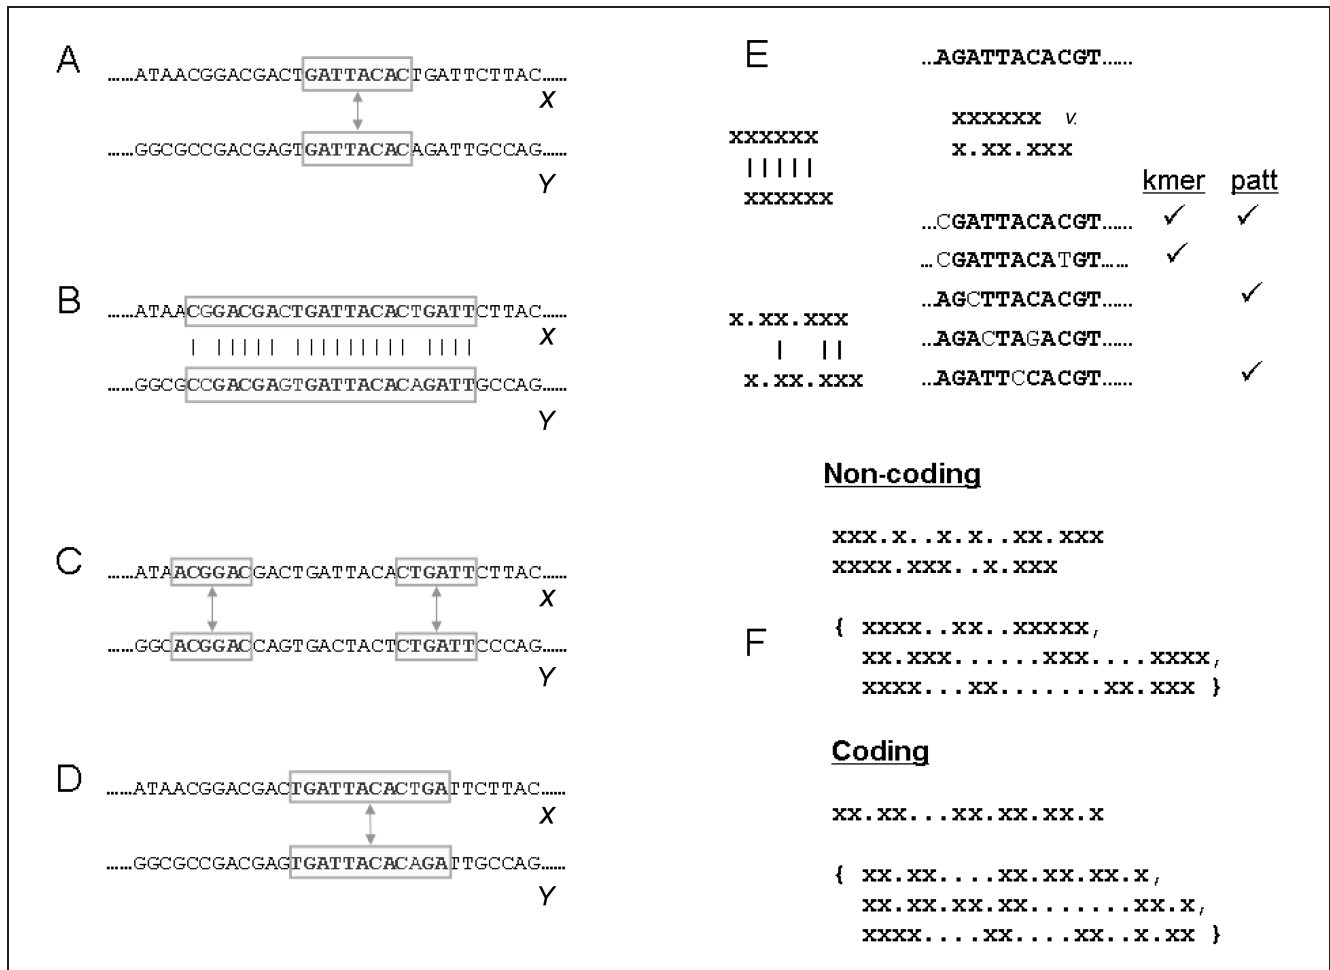 A
......ATAACGGACGACTGATTACACTGATTCTTAC......
X
......GGCGCCGACGAGTGATTACACAGATTGCCAG......
Y
B
......ATAACGGACGACTGATTACACTGATTCTTAC......
| ||||| ||||||||| ||||
X
......GGCGCCGACGAGTGATTACACAGATTGCCAG......
Y
C
......ATAACGGACGACTGATTACACTGATTCTTAC......
X
......GGCACGGACCAGTGACTACTCTGATTCCCAG......
Y
D
......ATAACGGACGACTGATTACACTGATTCTTAC......
X
......GGCGCCGACGAGTGATTACACAGATTGCCAG......
Y
E
...AGATTACACGT......
xxxxxx
|||||
xxxxxx
xxxxxx v.
x.xx.xxx
kmer patt
...CGATTACACGT...... ✓ ✓
...CGATTACATGT...... ✓
...AGCTTACACGT...... ✓
...AGACTAGACGT......
...AGATTCCACGT...... ✓
x.xx.xxx
| ||
x.xx.xxx
Non-coding
xxx.x..x.x..xx.xxx
xxxx.xxx..x.xxx
F
{ xxxx..xx..xxxxx,
xx.xxx......xxx....xxxx,
xxxx...xx.......xx.xxx }
Coding
xx.xx...xx.xx.xx.x
{ xx.xx....xx.xx.xx.x,
xx.xx.xx.xx.......xx.x,
xxxx....xx....xx..x.xx }